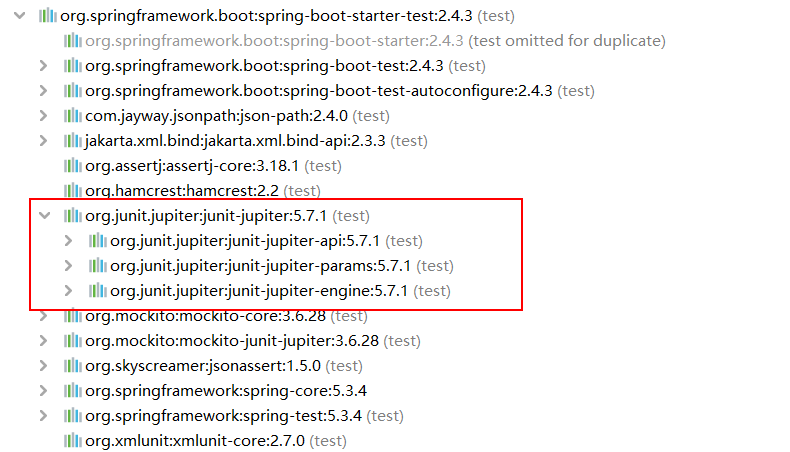 org.springframework.boot:spring-boot-starter-test:2.4.3 (test)
org.springframework.boot:spring-boot-starter:2.4.3 (test omitted for duplicate)
org.springframework.boot:spring-boot-test:2.4.3 (test)
org.springframework.boot:spring-boot-test-autoconfigure:2.4.3 (test)
com.jayway.jsonpath:json-path:2.4.0 (test)
jakarta.xml.bind:jakarta.xml.bind-api:2.3.3 (test)
org.assertj:assertj-core:3.18.1 (test)
org.hamcrest:hamcrest:2.2 (test)
org.junit.jupiter:junit-jupiter:5.7.1 (test)
org.junit.jupiter:junit-jupiter-api:5.7.1 (test)
org.junit.jupiter:junit-jupiter-params:5.7.1 (test)
org.junit.jupiter:junit-jupiter-engine:5.7.1 (test)
org.mockito:mockito-core:3.6.28 (test)
org.mockito:mockito-junit-jupiter:3.6.28 (test)
org.skyscreamer:jsonassert:1.5.0 (test)
org.springframework:spring-core:5.3.4
org.springframework:spring-test:5.3.4 (test)
org.xmlunit:xmlunit-core:2.7.0 (test)